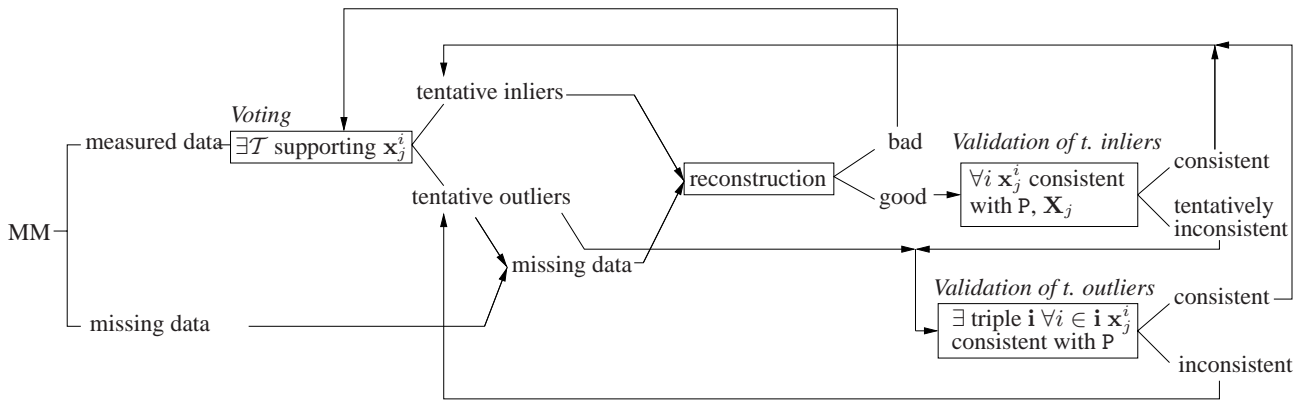 tentative inliers
Voting
measured data
∃𝒯 supporting x_j^i
bad
Validation of t. inliers
consistent
reconstruction
∀i x_j^i consistent
with P, X_j
tentative outliers
good
tentatively
inconsistent
MM
missing data
Validation of t. outliers
consistent
missing data
∃ triple i ∀i ∈ i x_j^i
consistent with P
inconsistent